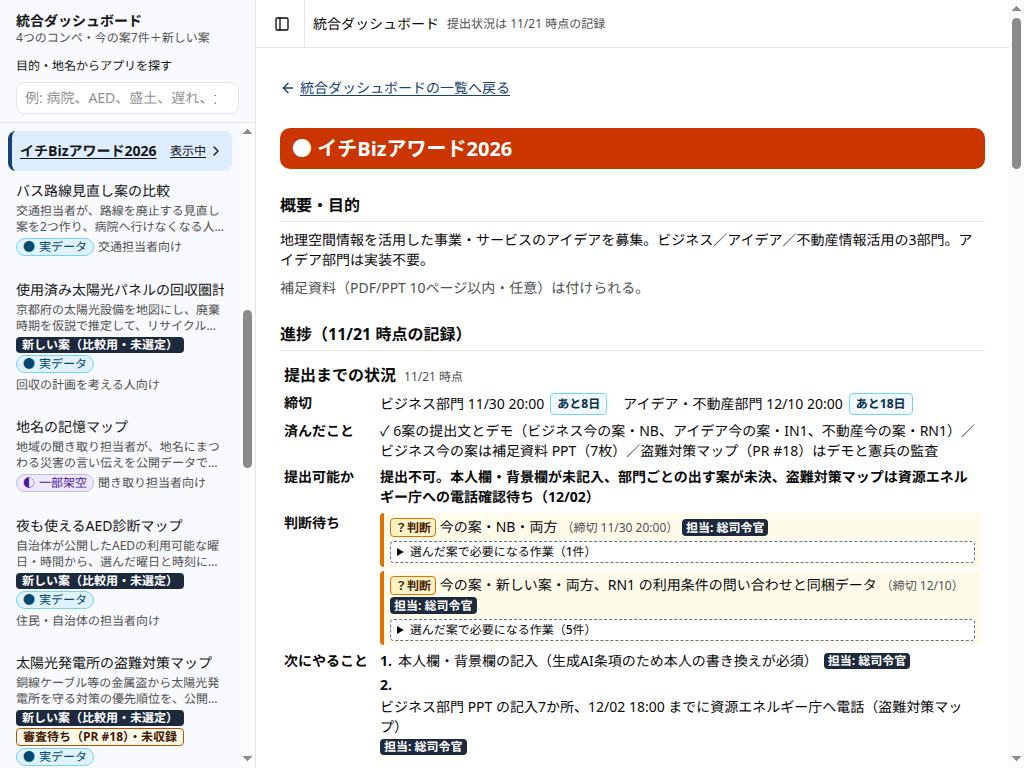 統合ダッシュボード
4つのコンペ・今の案7件＋新しい案
目的・地名からアプリを探す
例: 病院、AED、盛土、遅れ、
イチBizアワード2026 表示中
バス路線見直し案の比較
交通担当者が、路線を廃止する見直し
案を2つ作り、病院へ行けなくなる人…
実データ 交通担当者向け
使用済み太陽光パネルの回収圏計
京都府の太陽光設備を地図にし、廃棄
時期を仮説で推定して、リサイクル…
新しい案（比較用・未選定）
実データ
回収の計画を考える人向け
地名の記憶マップ
地域の聞き取り担当者が、地名にまつ
わる災害の言い伝えを公開データで…
一部架空 聞き取り担当者向け
夜も使えるAED診断マップ
自治体が公開したAEDの利用可能な曜
日・時間から、選んだ曜日と時刻に…
新しい案（比較用・未選定）
実データ
住民・自治体の担当者向け
太陽光発電所の盗難対策マップ
銅線ケーブル等の金属盗から太陽光発
電所を守る対策の優先順位を、公開…
新しい案（比較用・未選定）
審査待ち（PR #18）・未収録
実データ
統合ダッシュボード 提出状況は 11/21 時点の記録
← 統合ダッシュボードの一覧へ戻る
イチBizアワード2026
概要・目的
地理空間情報を活用した事業・サービスのアイデアを募集。ビジネス／アイデア／不動産情報活用の3部門。ア
イデア部門は実装不要。
補足資料（PDF/PPT 10ページ以内・任意）は付けられる。
進捗（11/21 時点の記録）
提出までの状況 11/21 時点
締切 ビジネス部門 11/30 20:00 あと8日 アイデア・不動産部門 12/10 20:00 あと18日
済んだこと ✓ 6案の提出文とデモ（ビジネス今の案・NB、アイデア今の案・IN1、不動産今の案・RN1）／
ビジネス今の案は補足資料 PPT（7枚）／盗難対策マップ（PR #18）はデモと憲兵の監査
提出可能か 提出不可。本人欄・背景欄が未記入、部門ごとの出す案が未決、盗難対策マップは資源エネル
ギー庁への電話確認待ち（12/02）
判断待ち ？判断 今の案・NB・両方 （締切 11/30 20:00） 担当: 総司令官
▶ 選んだ案で必要になる作業（1件）
？判断 今の案・新しい案・両方、RN1 の利用条件の問い合わせと同梱データ （締切 12/10）
担当: 総司令官
▶ 選んだ案で必要になる作業（5件）
次にやること 1. 本人欄・背景欄の記入（生成AI条項のため本人の書き換えが必須） 担当: 総司令官
2.
ビジネス部門 PPT の記入7か所、12/02 18:00 までに資源エネルギー庁へ電話（盗難対策マッ
プ）
担当: 総司令官